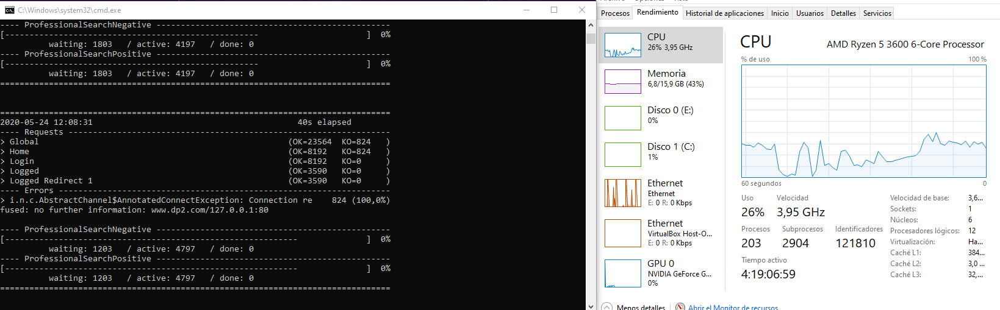 C:\Windows\system32\cmd.exe
---- ProfessionalSearchNegative ------------------------------------------------
[----------------------------------------------------                      ]  0%
          waiting: 1803   / active: 4197   / done: 0
---- ProfessionalSearchPositive ------------------------------------------------
[----------------------------------------------------                      ]  0%
          waiting: 1803   / active: 4197   / done: 0
================================================================================
================================================================================
2020-05-24 12:08:31                                          40s elapsed
---- Requests ------------------------------------------------------------------
> Global                                                   (OK=23564  KO=824   )
> Home                                                     (OK=8192   KO=824   )
> Login                                                    (OK=8192   KO=0     )
> Logged                                                   (OK=3590   KO=0     )
> Logged Redirect 1                                        (OK=3590   KO=0     )
---- Errors --------------------------------------------------------------------
> i.n.c.AbstractChannel$AnnotatedConnectException: Connection re    824 (100,0%)
fused: no further information: www.dp2.com/127.0.0.1:80
---- ProfessionalSearchNegative ------------------------------------------------
[------------------------------------------------------------              ]  0%
          waiting: 1203   / active: 4797   / done: 0
---- ProfessionalSearchPositive ------------------------------------------------
[------------------------------------------------------------              ]  0%
          waiting: 1203   / active: 4797   / done: 0
================================================================================
Procesos Rendimiento Historial de aplicaciones Inicio Usuarios Detalles Servicios
CPU
26% 3,95 GHz
Memoria
6,8/15,9 GB (43%)
Disco 0 (E:)
0%
Disco 1 (C:)
1%
Ethernet
Ethernet
E: 0 R: 0 Kbps
Ethernet
VirtualBox Host-O...
E: 0 R: 0 Kbps
GPU 0
NVIDIA GeForce G...
0%
CPU AMD Ryzen 5 3600 6-Core Processor
% de uso 100 %
60 segundos 0
Uso Velocidad
26% 3,95 GHz
Procesos Subprocesos Identificadores
203 2904 121810
Tiempo activo
4:19:06:59
Velocidad de base: 3,6...
Sockets: 1
Núcleos: 6
Procesadores lógicos: 12
Virtualización: Ha...
Caché L1: 384...
Caché L2: 3,0 ...
Caché L3: 32,...
Menos detalles Abrir el Monitor de recursos